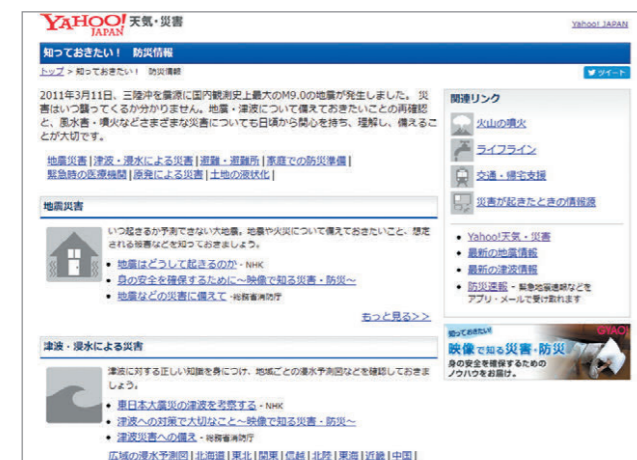 YAHOO! JAPAN 天気・災害
Yahoo! JAPAN
知っておきたい！ 防災情報
トップ > 知っておきたい！ 防災情報
ツイート
2011年3月11日、三陸沖を震源に国内観測史上最大のM9.0の地震が発生しました。 災
害はいつ襲ってくるか分かりません。地震・津波について備えておきたいことの再確認
と、風水害・噴火などさまざまな災害についても日頃から関心を持ち、理解し、備えるこ
とが大切です。
地震災害 | 津波・浸水による災害 | 避難・避難所 | 家庭での防災準備 |
緊急時の医療機関 | 原発による災害 | 土地の液状化 |
地震災害
いつ起きるか予測できない大地震。地震や火災について備えておきたいこと、想定
される被害などを知っておきましょう。
• 地震はどうして起きるのか - NHK
• 身の安全を確保するために～映像で知る災害・防災～
• 地震などの災害に備えて -総務省消防庁
もっと見る>>
津波・浸水による災害
津波に対する正しい知識を身につけ、地域ごとの浸水予測図などを確認しておきま
しょう。
• 東日本大震災の津波を考察する - NHK
• 津波への対策で大切なこと～映像で知る災害・防災～
• 津波災害への備え - 総務省消防庁
広域の浸水予測図 | 北海道 | 東北 | 関東 | 信越 | 北陸 | 東海 | 近畿 | 中国 |
関連リンク
火山の噴火
ライフライン
交通・帰宅支援
災害が起きたときの情報源
• Yahoo!天気・災害
• 最新の地震情報
• 最新の津波情報
• 防災速報 - 緊急地震速報などを
アプリ・メールで受け取れます
知っておきたい!
GYAO!
映像で知る災害・防災
身の安全を確保するための
ノウハウをお届け。